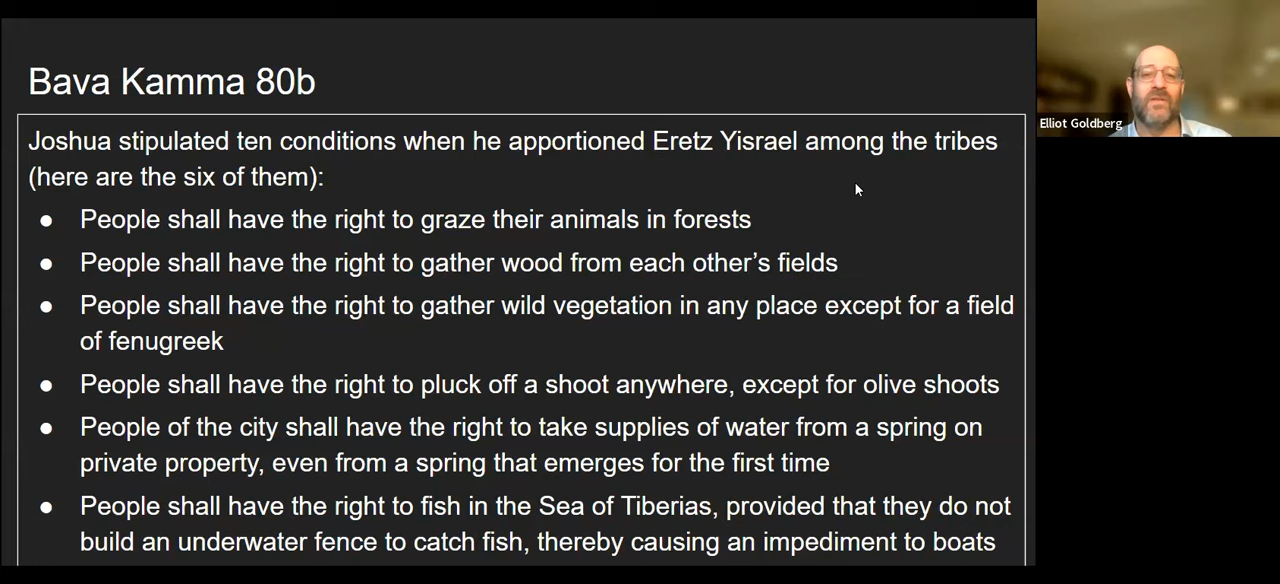 Bava Kamma 80b
Joshua stipulated ten conditions when he apportioned Eretz Yisrael among the tribes
(here are the six of them):
● People shall have the right to graze their animals in forests
● People shall have the right to gather wood from each other's fields
● People shall have the right to gather wild vegetation in any place except for a field
of fenugreek
● People shall have the right to pluck off a shoot anywhere, except for olive shoots
● People of the city shall have the right to take supplies of water from a spring on
private property, even from a spring that emerges for the first time
● People shall have the right to fish in the Sea of Tiberias, provided that they do not
build an underwater fence to catch fish, thereby causing an impediment to boats
Elliot Goldberg